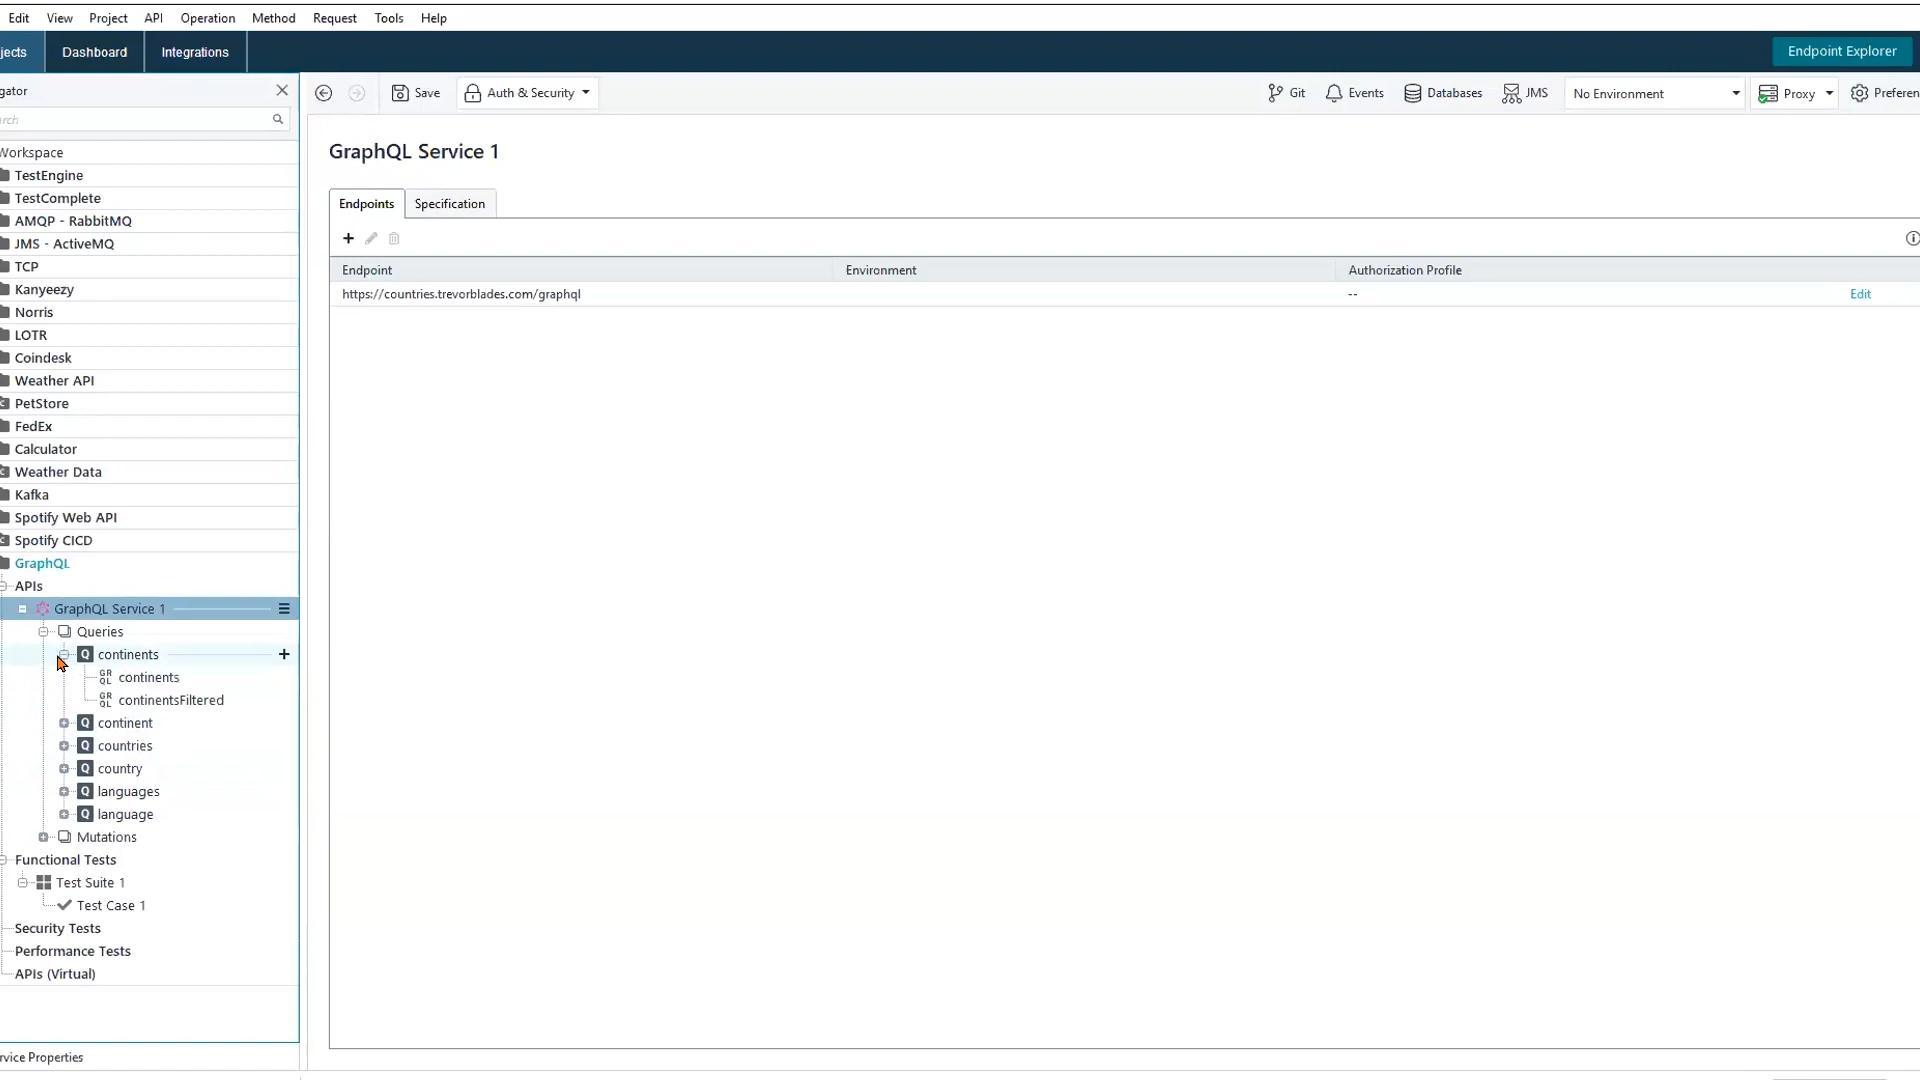 Edit View Project API Operation Method Request Tools Help
jects Dashboard Integrations Endpoint Explorer
gator
Save Auth & Security Git Events Databases JMS No Environment Proxy Preferen
rch
GraphQL Service 1
Workspace
TestEngine
TestComplete
Endpoints Specification
AMQP - RabbitMQ
JMS - ActiveMQ
TCP
Endpoint Environment Authorization Profile
Kanyeezy
https://countries.trevorblades.com/graphql -- Edit
Norris
LOTR
Coindesk
Weather API
PetStore
FedEx
Calculator
Weather Data
Kafka
Spotify Web API
Spotify CICD
GraphQL
APIs
GraphQL Service 1
Queries
Q continents
GR QL continents
GR QL continentsFiltered
Q continent
Q countries
Q country
Q languages
Q language
Mutations
Functional Tests
Test Suite 1
Test Case 1
Security Tests
Performance Tests
APIs (Virtual)
rvice Properties